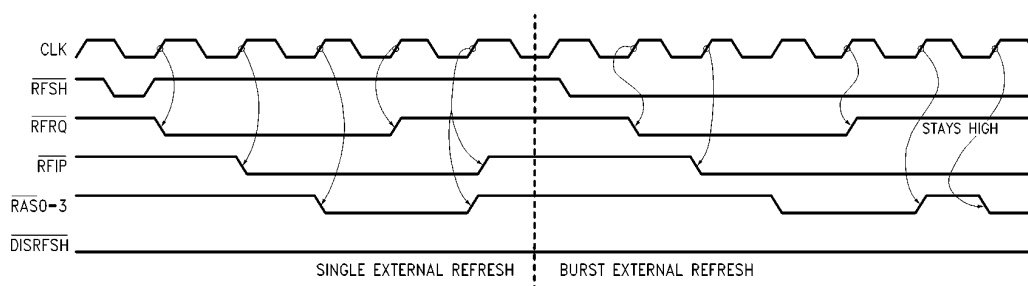 CLK
RFSH
RFRQ
STAYS HIGH
RFIP
RAS0-3
DISRFSH
SINGLE EXTERNAL REFRESH
BURST EXTERNAL REFRESH